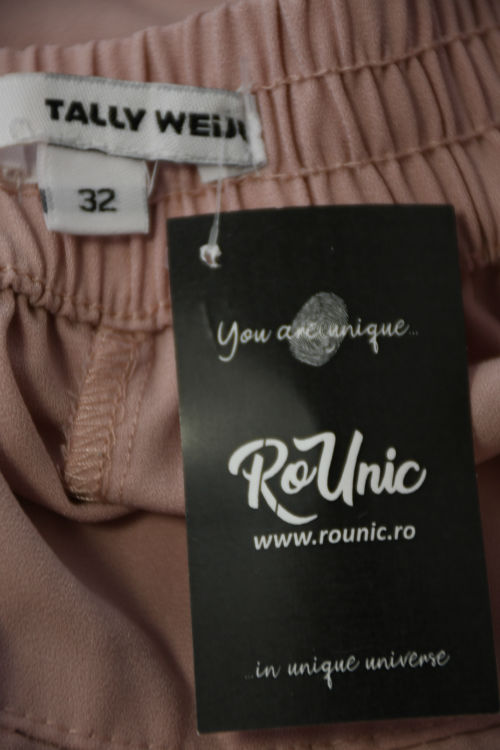 TALLY WEiJL
32
You are unique...
RoUnic
www.rounic.ro
...in unique universe